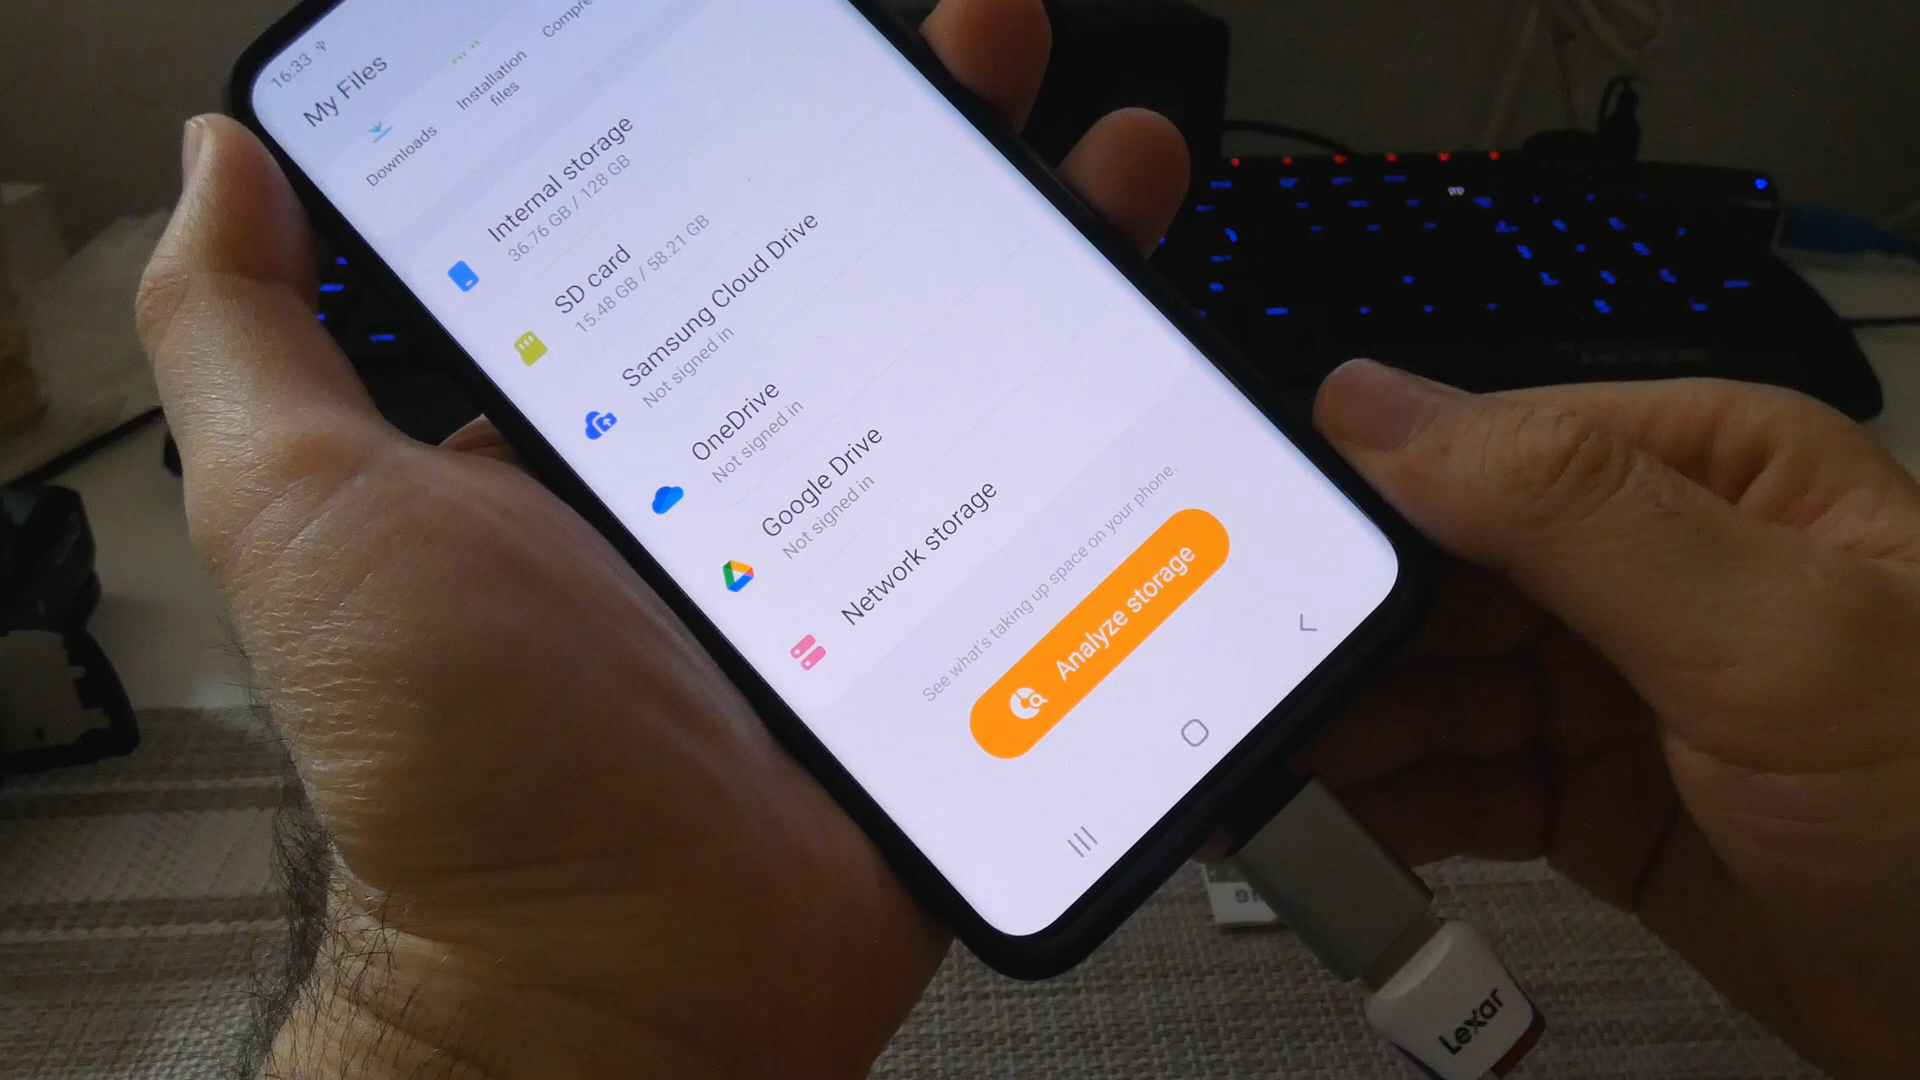 16:33
My Files
Downloads
Installation
files
Internal storage
36.76 GB / 128 GB
SD card
15.48 GB / 58.21 GB
Samsung Cloud Drive
Not signed in
OneDrive
Not signed in
Google Drive
Not signed in
Network storage
See what's taking up space on your phone.
Analyze storage
Lexar